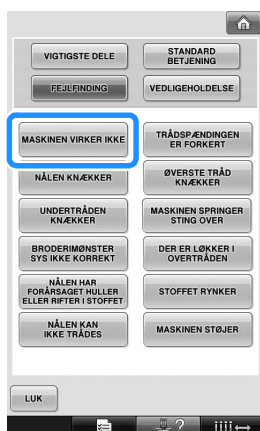 VIGTIGSTE DELE
STANDARD
BETJENING
FEJLFINDING
VEDLIGEHOLDELSE
MASKINEN VIRKER IKKE
TRÅDSPÆNDINGEN
ER FORKERT
NÅLEN KNÆKKER
ØVERSTE TRÅD
KNÆKKER
UNDERTRÅDEN
KNÆKKER
MASKINEN SPRINGER
STING OVER
BRODERIMØNSTER
SYS IKKE KORREKT
DER ER LØKKER I
OVERTRÅDEN
NÅLEN HAR
FORÅRSAGET HULLER
ELLER RIFTER I STOFFET
STOFFET RYNKER
NÅLEN KAN
IKKE TRÅDES
MASKINEN STØJER
LUK
?